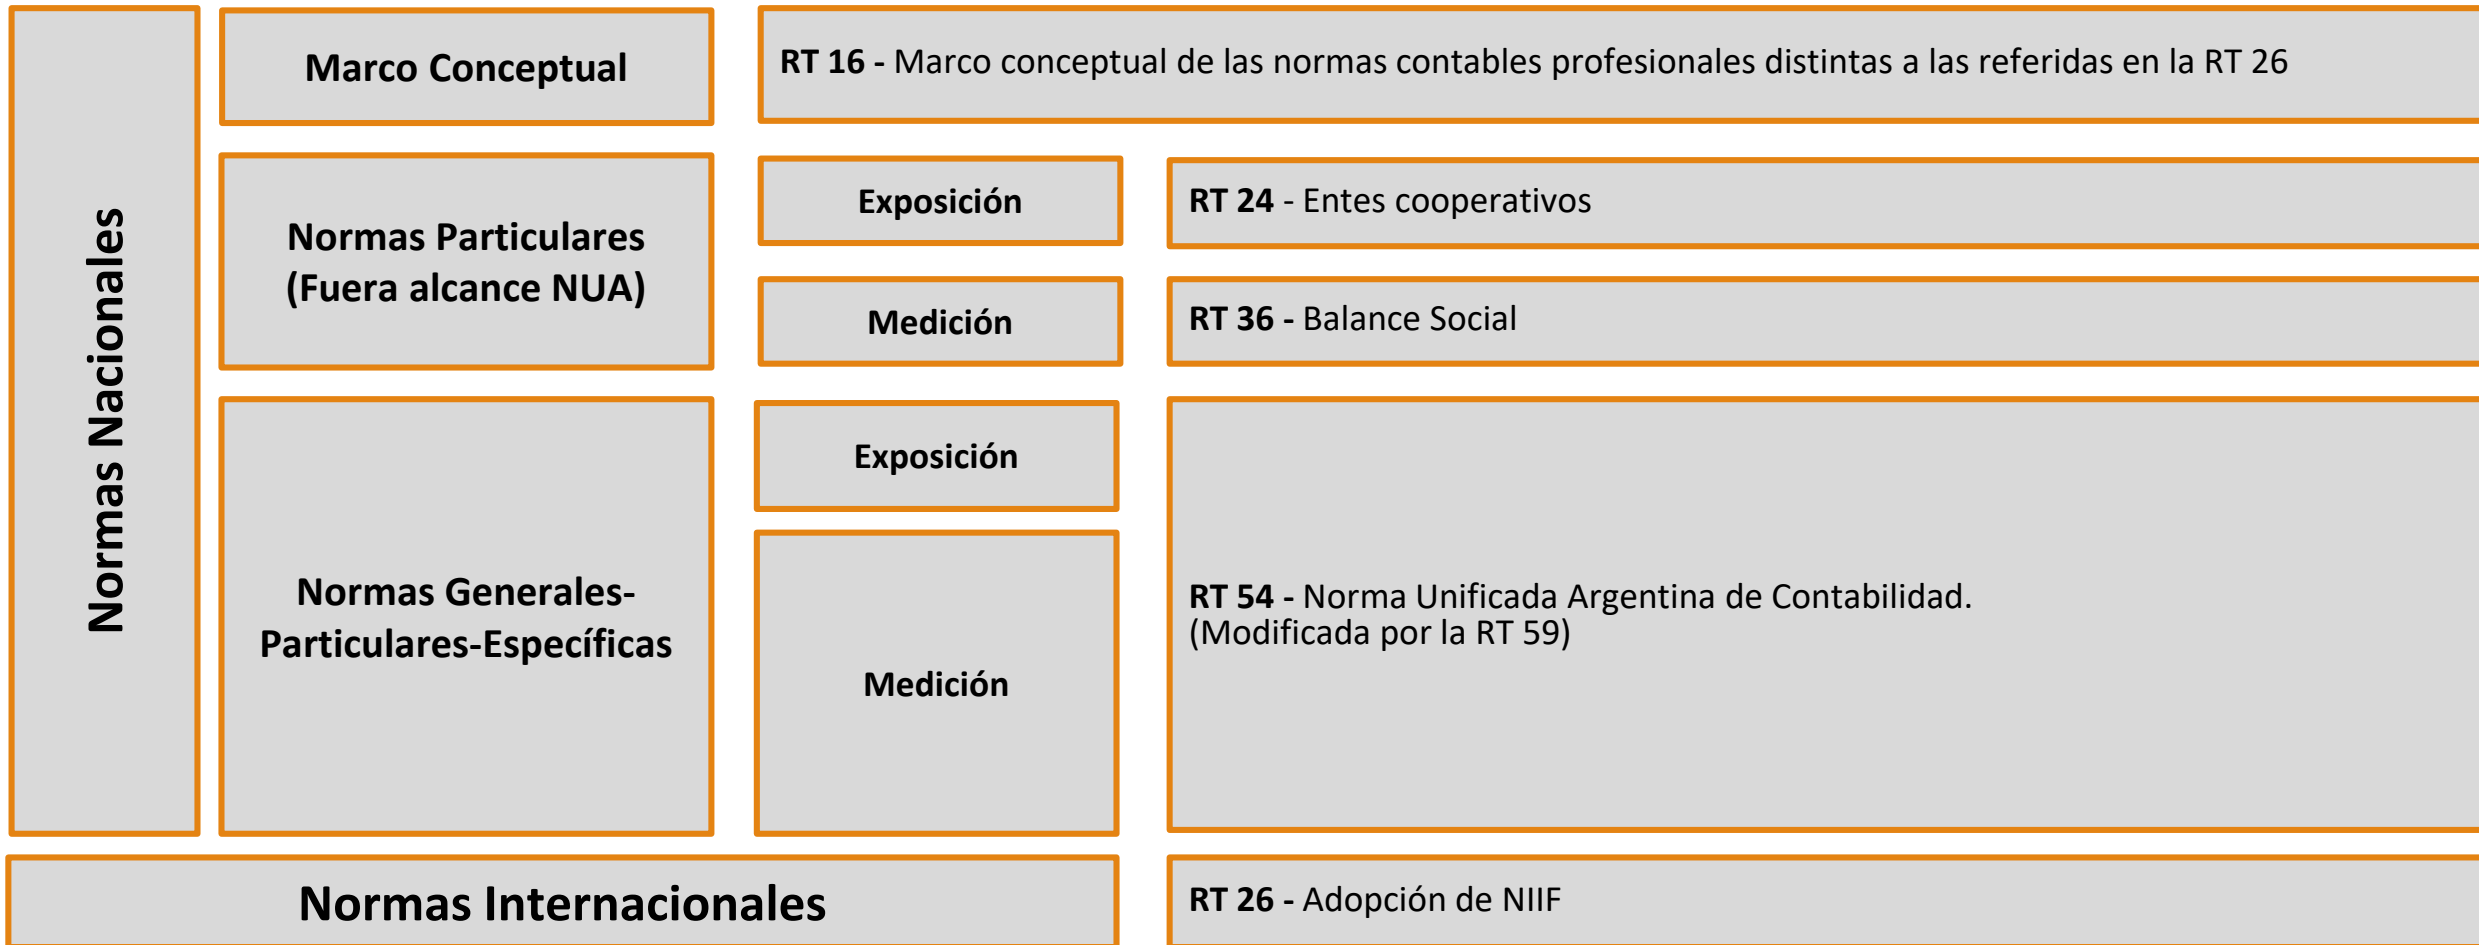 Normas Nacionales
Marco Conceptual
RT 16 - Marco conceptual de las normas contables profesionales distintas a las referidas en la RT 26
Normas Particulares
(Fuera alcance NUA)
Exposición
RT 24 - Entes cooperativos
Medición
RT 36 - Balance Social
Normas Generales-
Particulares-Específicas
Exposición
Medición
RT 54 - Norma Unificada Argentina de Contabilidad.
(Modificada por la RT 59)
Normas Internacionales
RT 26 - Adopción de NIIF